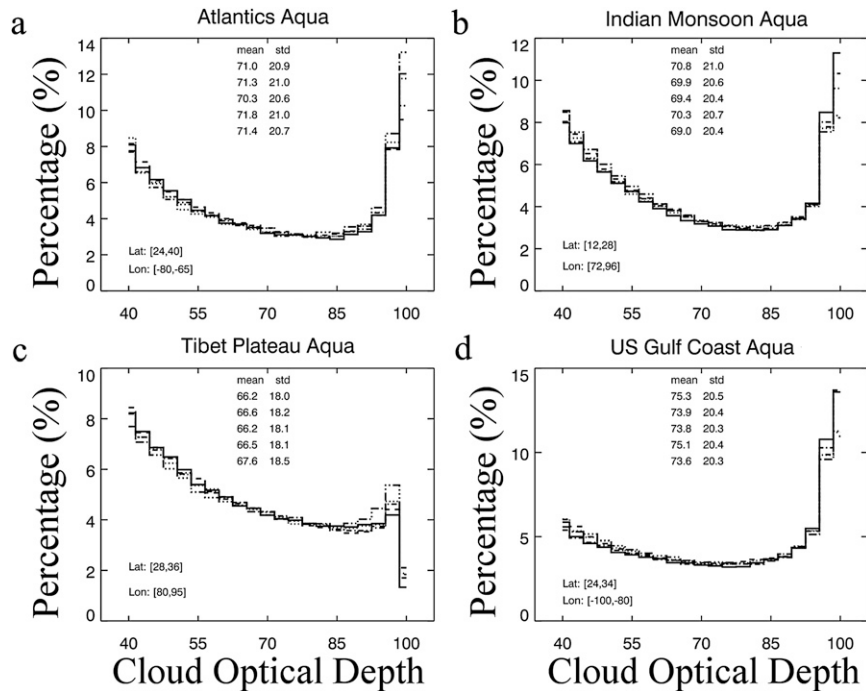 a
Atlantics Aqua
Percentage (%)
14
12
10
8
6
4
2
0
mean std
71.0 20.9
71.3 21.0
70.3 20.6
71.8 21.0
71.4 20.7
Lat: [24,40]
Lon: [-80,-65]
40 55 70 85 100
b
Indian Monsoon Aqua
Percentage (%)
12
10
8
6
4
2
0
mean std
70.8 21.0
69.9 20.6
69.4 20.4
70.3 20.7
69.0 20.4
Lat: [12,28]
Lon: [72,96]
40 55 70 85 100
c
Tibet Plateau Aqua
Percentage (%)
10
8
6
4
2
0
mean std
66.2 18.0
66.6 18.2
66.2 18.1
66.5 18.1
67.6 18.5
Lat: [28,36]
Lon: [80,95]
40 55 70 85 100
Cloud Optical Depth
d
US Gulf Coast Aqua
Percentage (%)
15
10
5
0
mean std
75.3 20.5
73.9 20.4
73.8 20.3
75.1 20.4
73.6 20.3
Lat: [24,34]
Lon: [-100,-80]
40 55 70 85 100
Cloud Optical Depth